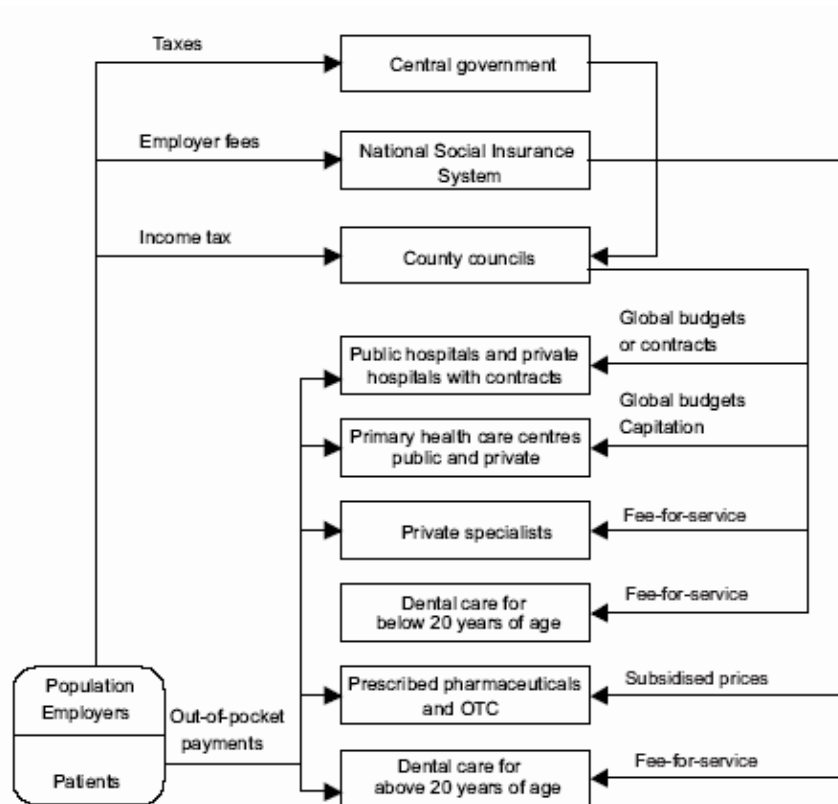 Taxes
Central government
Employer fees
National Social Insurance
System
Income tax
County councils
Global budgets
or contracts
Public hospitals and private
hospitals with contracts
Global budgets
Capitation
Primary health care centres
public and private
Fee-for-service
Private specialists
Dental care for
below 20 years of age
Fee-for-service
Population
Employers
Patients
Out-of-pocket
payments
Prescribed pharmaceuticals
and OTC
Subsidised prices
Dental care for
above 20 years of age
Fee-for-service